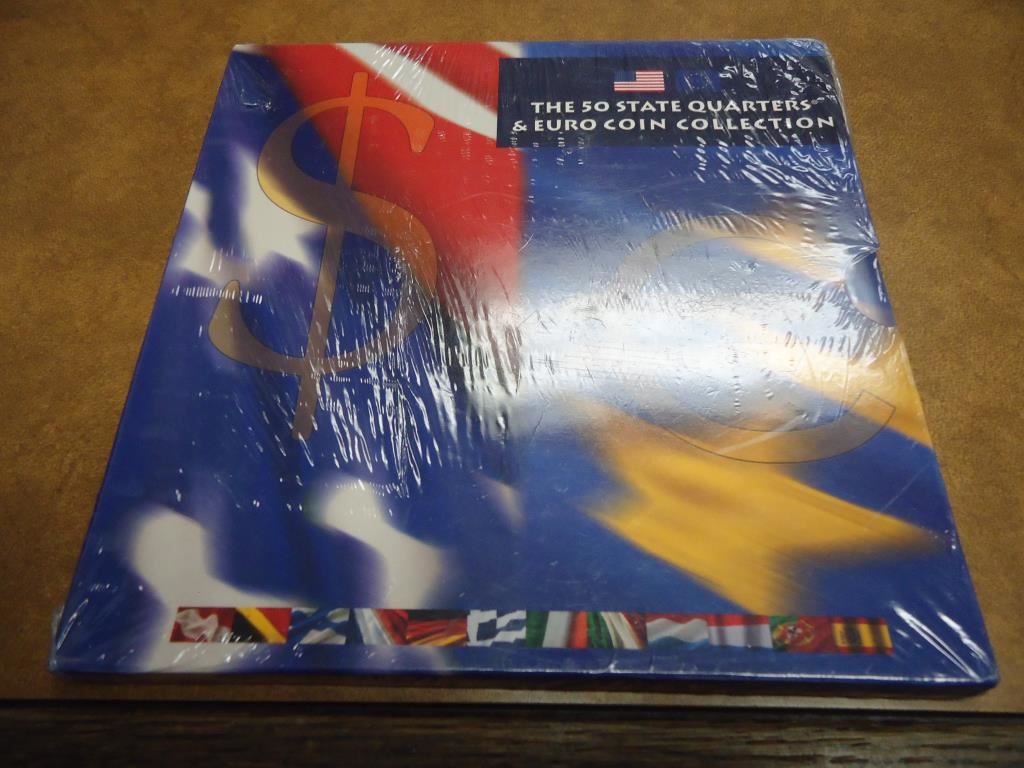 THE 50 STATE QUARTERS
& EURO COIN COLLECTION
$